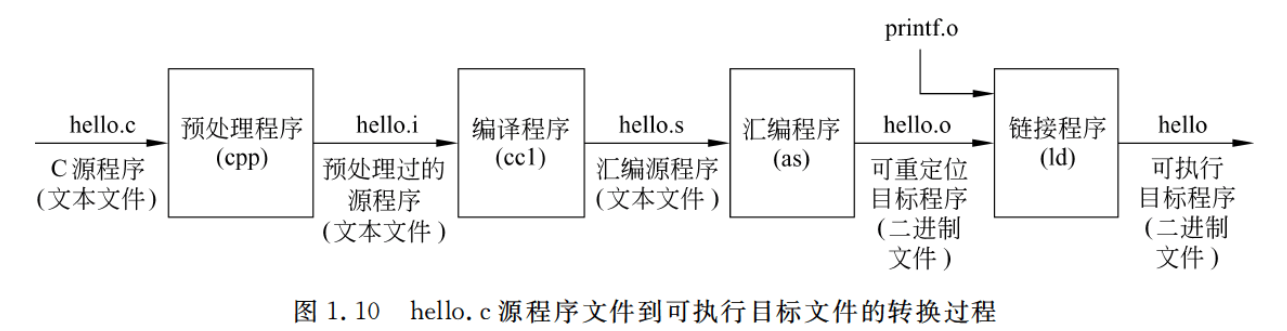 printf.o
hello.c
C 源程序
(文本文件)
预处理程序
(cpp)
hello.i
预处理过的
源程序
(文本文件)
编译程序
(cc1)
hello.s
汇编源程序
(文本文件)
汇编程序
(as)
hello.o
可重定位
目标程序
(二进制
文件)
链接程序
(ld)
hello
可执行
目标程序
(二进制
文件)
图 1.10 hello.c 源程序文件到可执行目标文件的转换过程